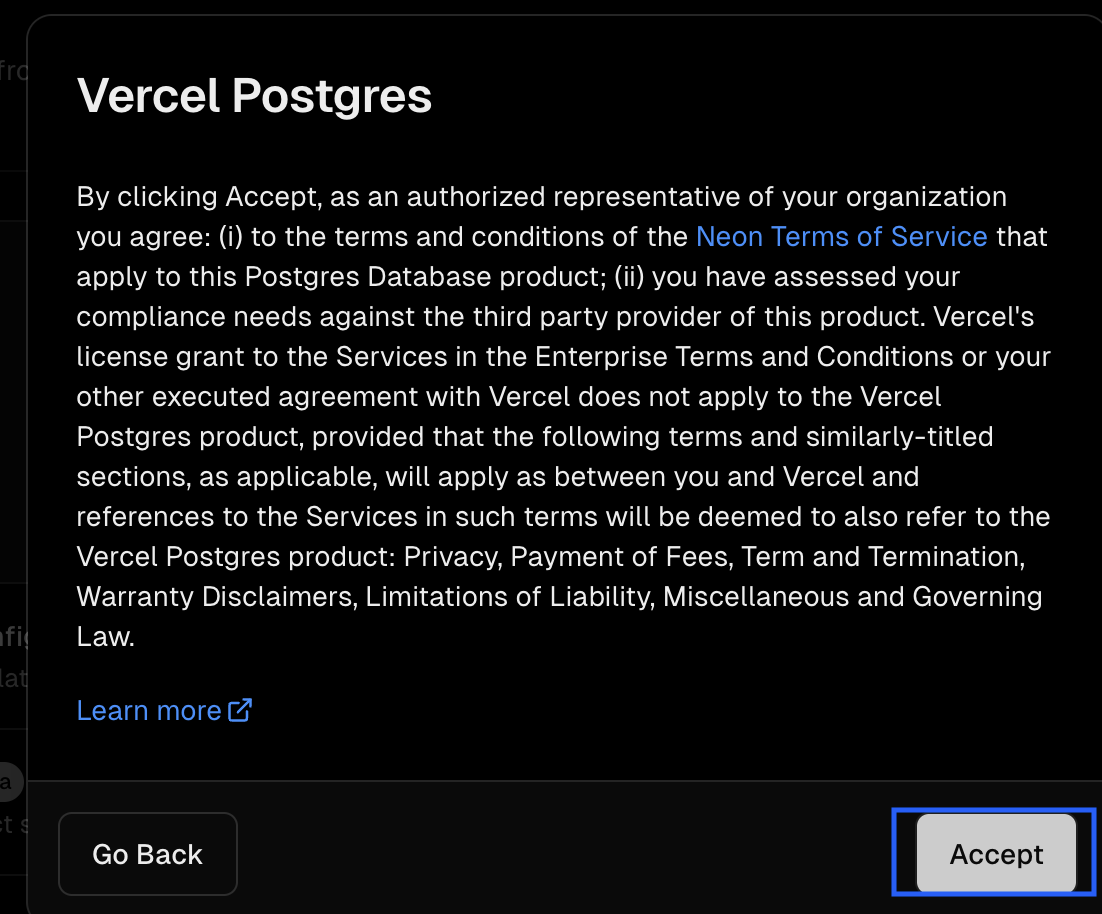 Vercel Postgres
By clicking Accept, as an authorized representative of your organization
you agree: (i) to the terms and conditions of the Neon Terms of Service that
apply to this Postgres Database product; (ii) you have assessed your
compliance needs against the third party provider of this product. Vercel's
license grant to the Services in the Enterprise Terms and Conditions or your
other executed agreement with Vercel does not apply to the Vercel
Postgres product, provided that the following terms and similarly-titled
sections, as applicable, will apply as between you and Vercel and
references to the Services in such terms will be deemed to also refer to the
Vercel Postgres product: Privacy, Payment of Fees, Term and Termination,
Warranty Disclaimers, Limitations of Liability, Miscellaneous and Governing
Law.
Learn more
Go Back
Accept